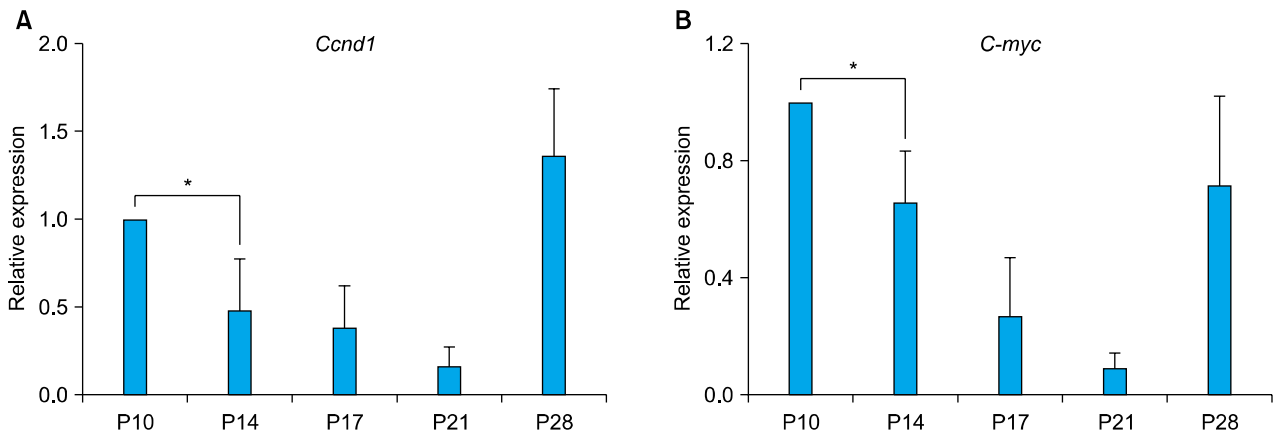 A
Ccnd1
Relative expression
2.0
1.5
1.0
0.5
0.0
*
P10 P14 P17 P21 P28
B
C-myc
Relative expression
1.2
0.8
0.4
0.0
*
P10 P14 P17 P21 P28